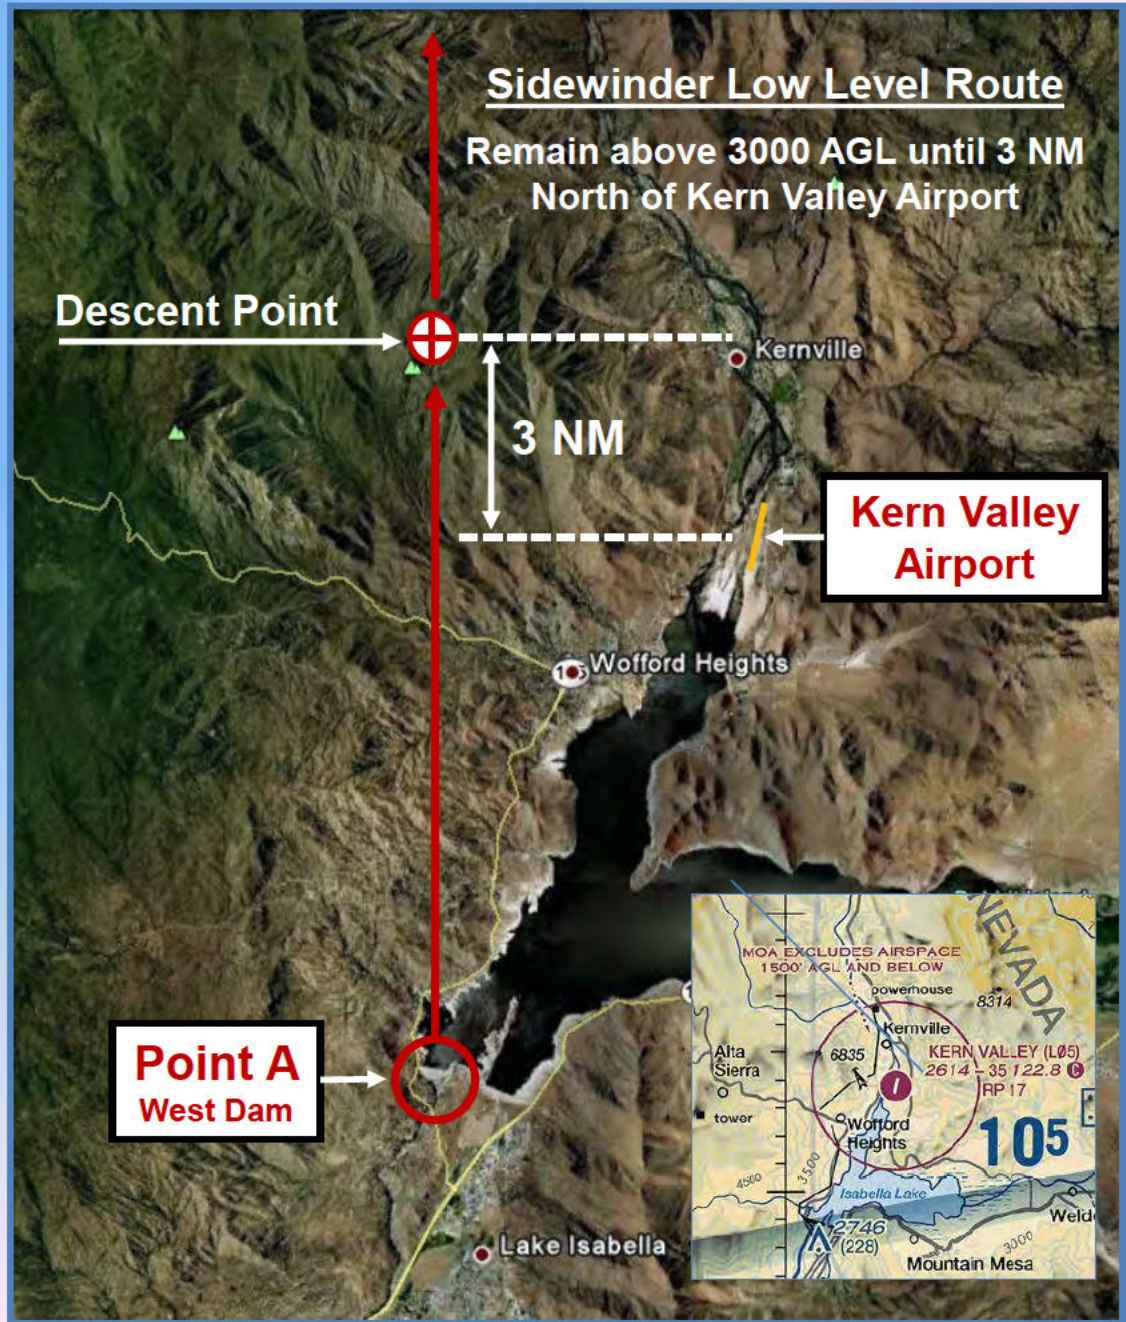 Sidewinder Low Level Route
Remain above 3000 AGL until 3 NM
North of Kern Valley Airport
Descent Point
Kernville
3 NM
Kern Valley
Airport
Wofford Heights
Point A
West Dam
Lake Isabella
NEVADA
MOA EXCLUDES AIRSPACE
1500' AGL AND BELOW
powerhouse
8314
Kernville
Alta
Sierra
6835
KERN VALLEY (L05)
2614 - 35 122.8 C
RP 17
tower
Wofford
Heights
10⁵
4500
3500
Isabella Lake
Weld
2746
(228)
3000
Mountain Mesa